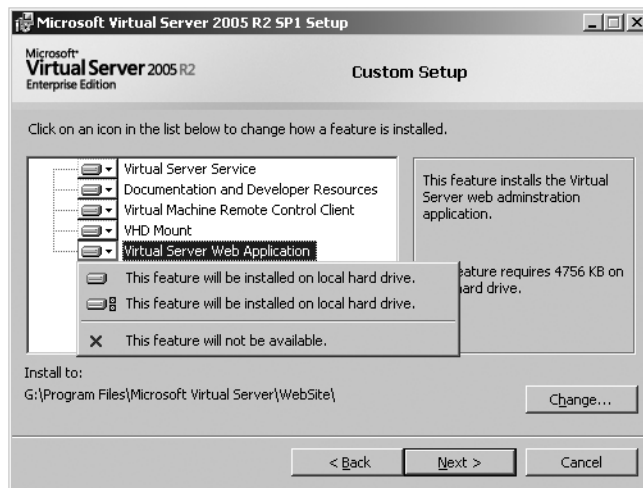 Microsoft Virtual Server 2005 R2 SP1 Setup
Microsoft
Virtual Server 2005 R2
Enterprise Edition
Custom Setup
Click on an icon in the list below to change how a feature is installed.
Virtual Server Service
Documentation and Developer Resources
Virtual Machine Remote Control Client
VHD Mount
Virtual Server Web Application
This feature will be installed on local hard drive.
This feature will be installed on local hard drive.
This feature will not be available.
This feature installs the Virtual
Server web adminstration
application.
eature requires 4756 KB on
ard drive.
Install to:
G:\Program Files\Microsoft Virtual Server\WebSite\
Change...
< Back
Next >
Cancel